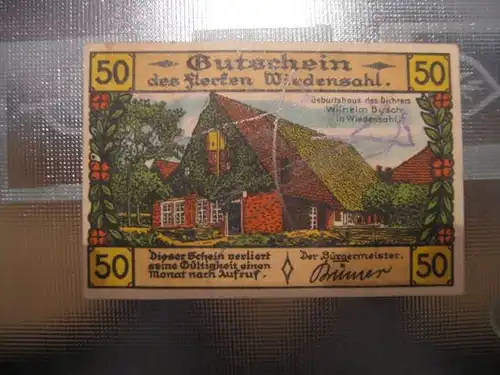 50 Gutschein 50
des Flecken Wiedensahl.
Geburtshaus des Dichters
Wilhelm Busch
in Wiedensahl
Dieser Schein verliert
seine Gültigkeit einen
Monat nach Aufruf.
Der Bürgermeister.
50 50